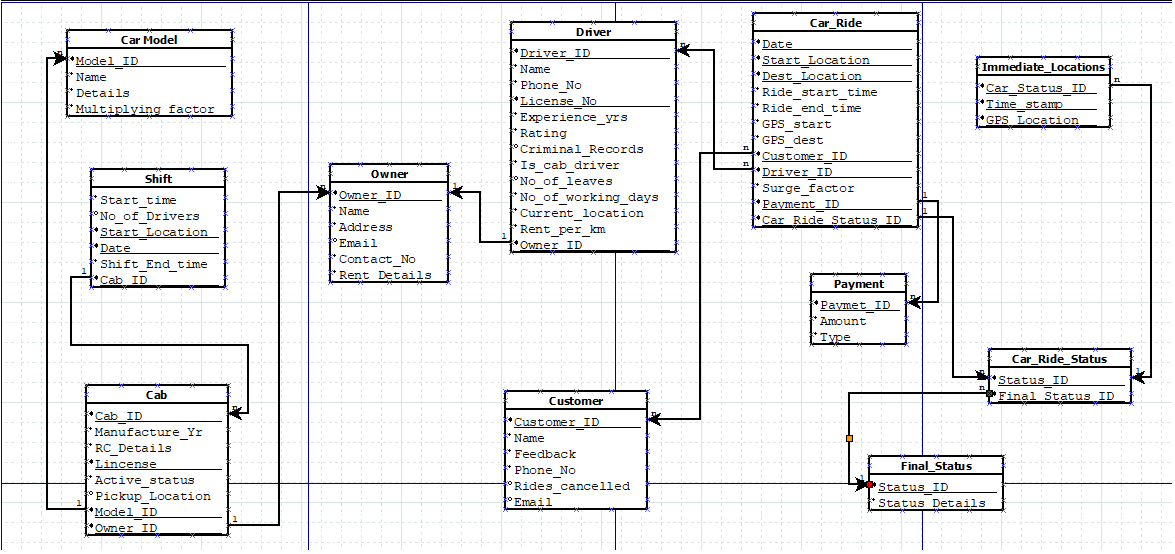 Car Model
Model_ID
Name
Details
Multiplying_factor
n
Shift
Start_time
No_of_Drivers
Start_Location
Date
Shift_End_time
Cab_ID
1
Cab
Cab_ID
Manufacture_Yr
RC_Details
Lincense
Active_status
Pickup_Location
Model_ID
Owner_ID
n
1
1
Owner
Owner_ID
Name
Address
Email
Contact_No
Rent_Details
n
1
Driver
Driver_ID
Name
Phone_No
License_No
Experience_yrs
Rating
Criminal_Records
Is_cab_driver
No_of_leaves
No_of_working_days
Current_location
Rent_per_km
Owner_ID
n
1
Customer
Customer_ID
Name
Feedback
Phone_No
Rides_cancelled
Email
n
Car_Ride
Date
Start_Location
Dest_Location
Ride_start_time
Ride_end_time
GPS_start
GPS_dest
Customer_ID
Driver_ID
Surge_factor
Payment_ID
Car_Ride_Status_ID
n
n
1
1
Payment
Paymet_ID
Amount
Type
n
Immediate_Locations
Car_Status_ID
Time_stamp
GPS_Location
n
Car_Ride_Status
Status_ID
Final_Status_ID
n
1
n
Final_Status
Status_ID
Status_Details
1